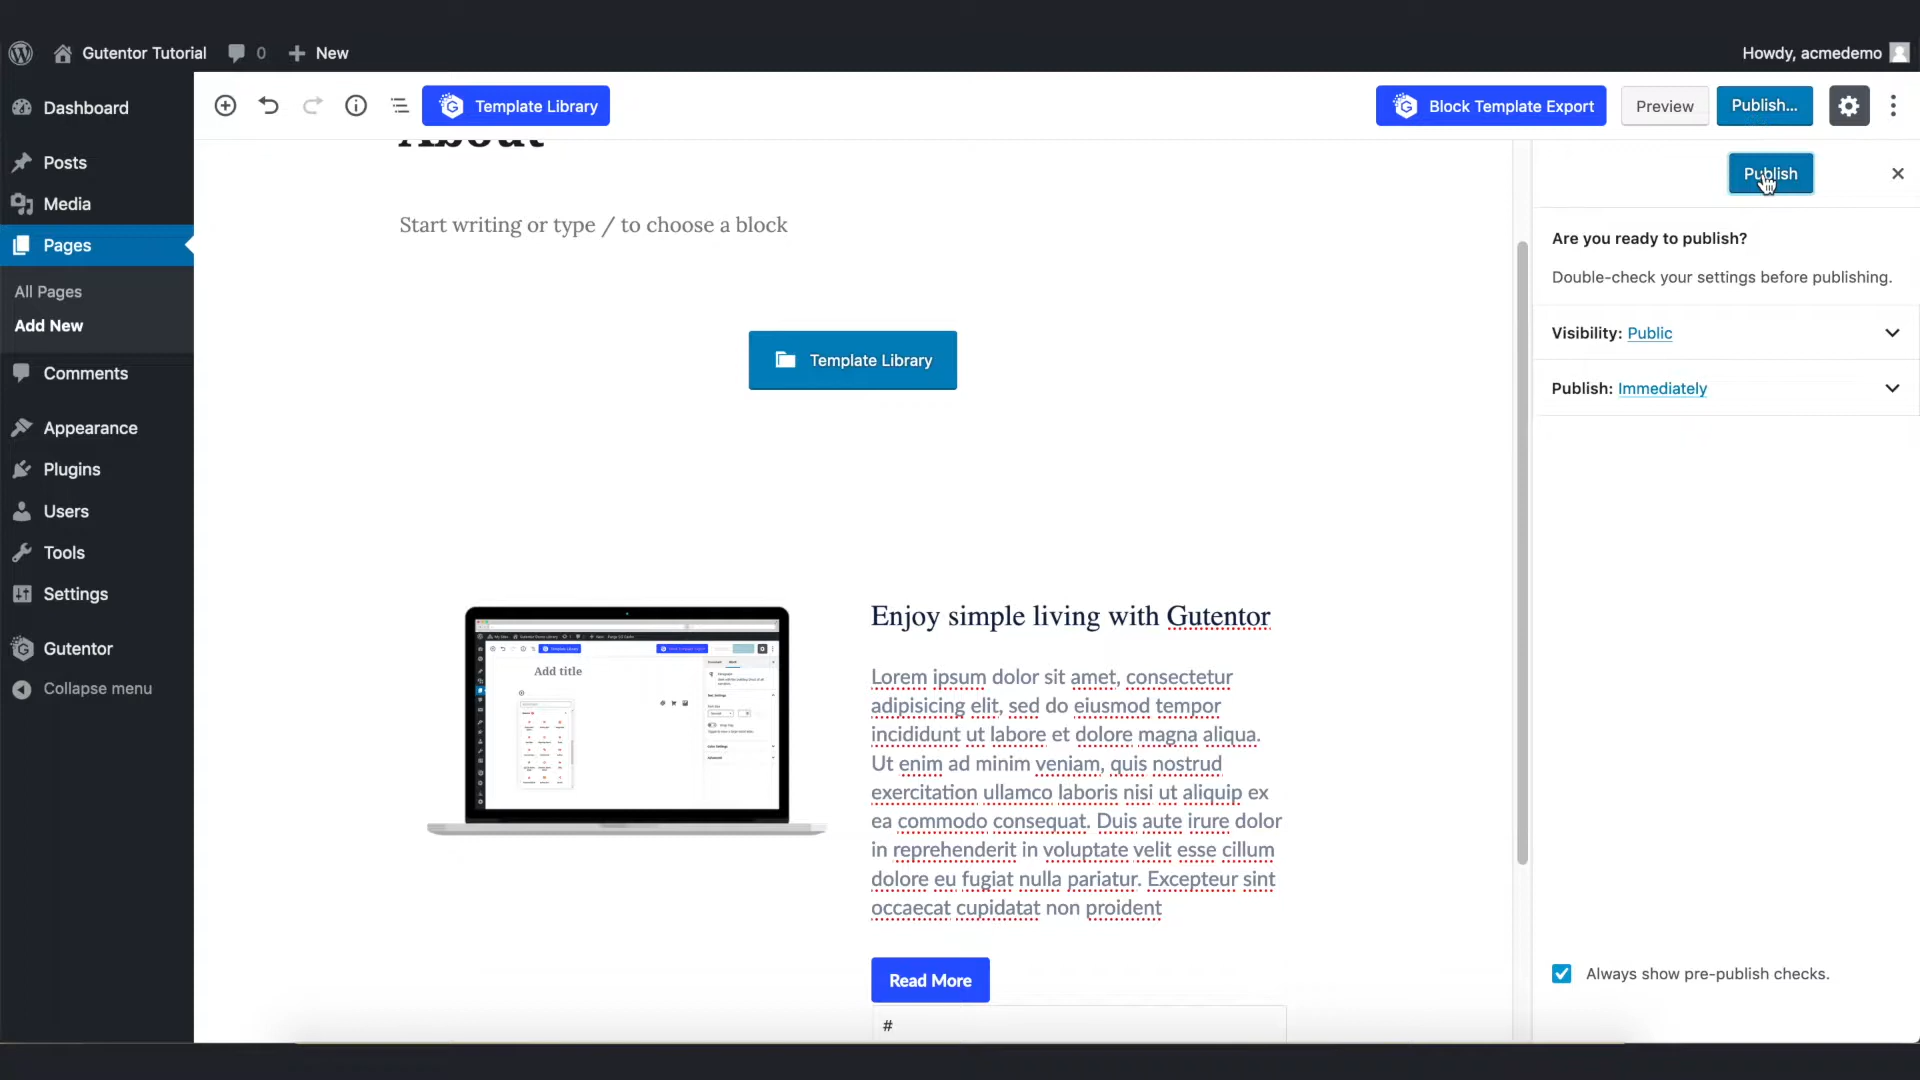 Gutentor Tutorial 0 New Howdy, acmedemo
Dashboard
Posts
Media
Pages
All Pages
Add New
Comments
Appearance
Plugins
Users
Tools
Settings
Gutentor
Collapse menu
Template Library Block Template Export Preview Publish...
About
Start writing or type / to choose a block
Template Library
Add title
Enjoy simple living with Gutentor
Lorem ipsum dolor sit amet, consectetur
adipisicing elit, sed do eiusmod tempor
incididunt ut labore et dolore magna aliqua.
Ut enim ad minim veniam, quis nostrud
exercitation ullamco laboris nisi ut aliquip ex
ea commodo consequat. Duis aute irure dolor
in reprehenderit in voluptate velit esse cillum
dolore eu fugiat nulla pariatur. Excepteur sint
occaecat cupidatat non proident
Read More
#
Publish
Are you ready to publish?
Double-check your settings before publishing.
Visibility: Public
Publish: Immediately
Always show pre-publish checks.